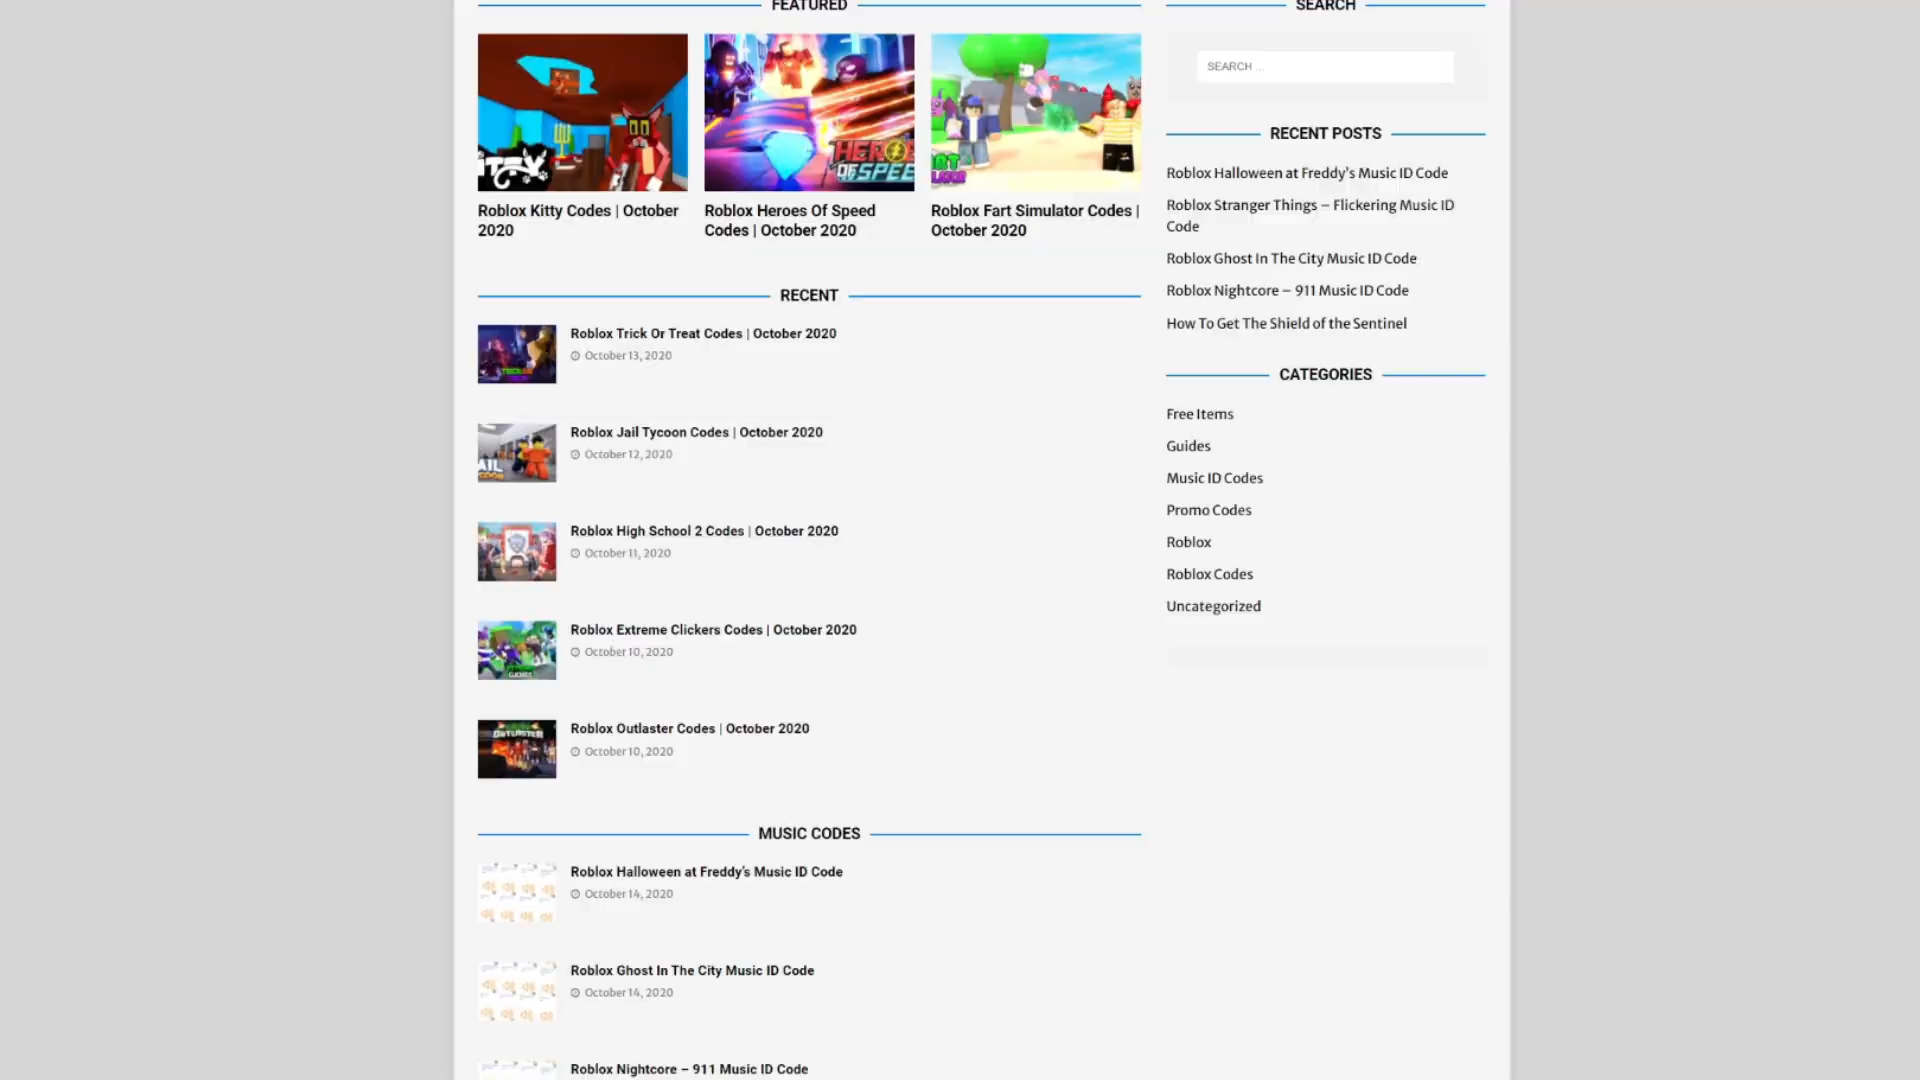 FEATURED
HEROES
OF SPEED
Roblox Kitty Codes | October
2020
Roblox Heroes Of Speed
Codes | October 2020
Roblox Fart Simulator Codes |
October 2020
RECENT
Roblox Trick Or Treat Codes | October 2020
October 13, 2020
Roblox Jail Tycoon Codes | October 2020
October 12, 2020
Roblox High School 2 Codes | October 2020
October 11, 2020
Roblox Extreme Clickers Codes | October 2020
October 10, 2020
OUTLASTER
Roblox Outlaster Codes | October 2020
October 10, 2020
MUSIC CODES
Roblox Halloween at Freddy's Music ID Code
October 14, 2020
Roblox Ghost In The City Music ID Code
October 14, 2020
Roblox Nightcore – 911 Music ID Code
SEARCH
SEARCH ...
RECENT POSTS
Roblox Halloween at Freddy's Music ID Code
Roblox Stranger Things – Flickering Music ID
Code
Roblox Ghost In The City Music ID Code
Roblox Nightcore – 911 Music ID Code
How To Get The Shield of the Sentinel
CATEGORIES
Free Items
Guides
Music ID Codes
Promo Codes
Roblox
Roblox Codes
Uncategorized